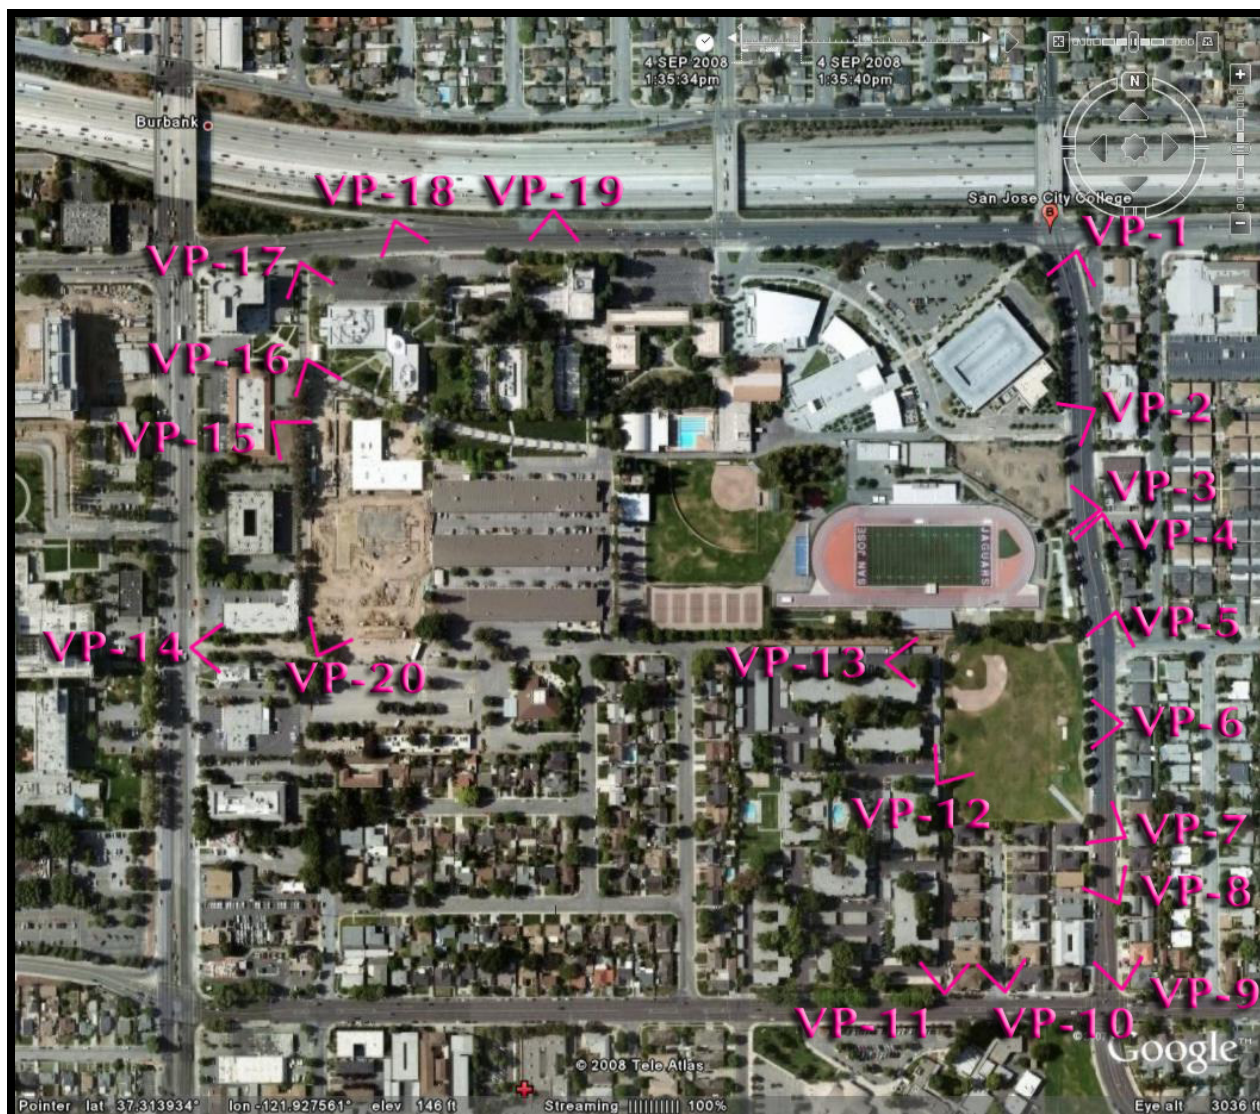 4 SEP 2008
1:35:34pm
4 SEP 2008
1:35:40pm
N
Burbank
VP-18
VP-19
San Jose City College
B
VP-1
VP-17
VP-16
VP-2
VP-15
VP-3
SAN JOSE
JAGUARS
VP-4
VP-5
VP-14
VP-13
VP-20
VP-6
VP-12
VP-7
VP-8
VP-9
VP-11
VP-10
Google
© 2008 Tele Atlas
Pointer lat 37.313934° lon -121.927561° elev 146 ft
Streaming |||||||||| 100%
Eye alt 3036 ft